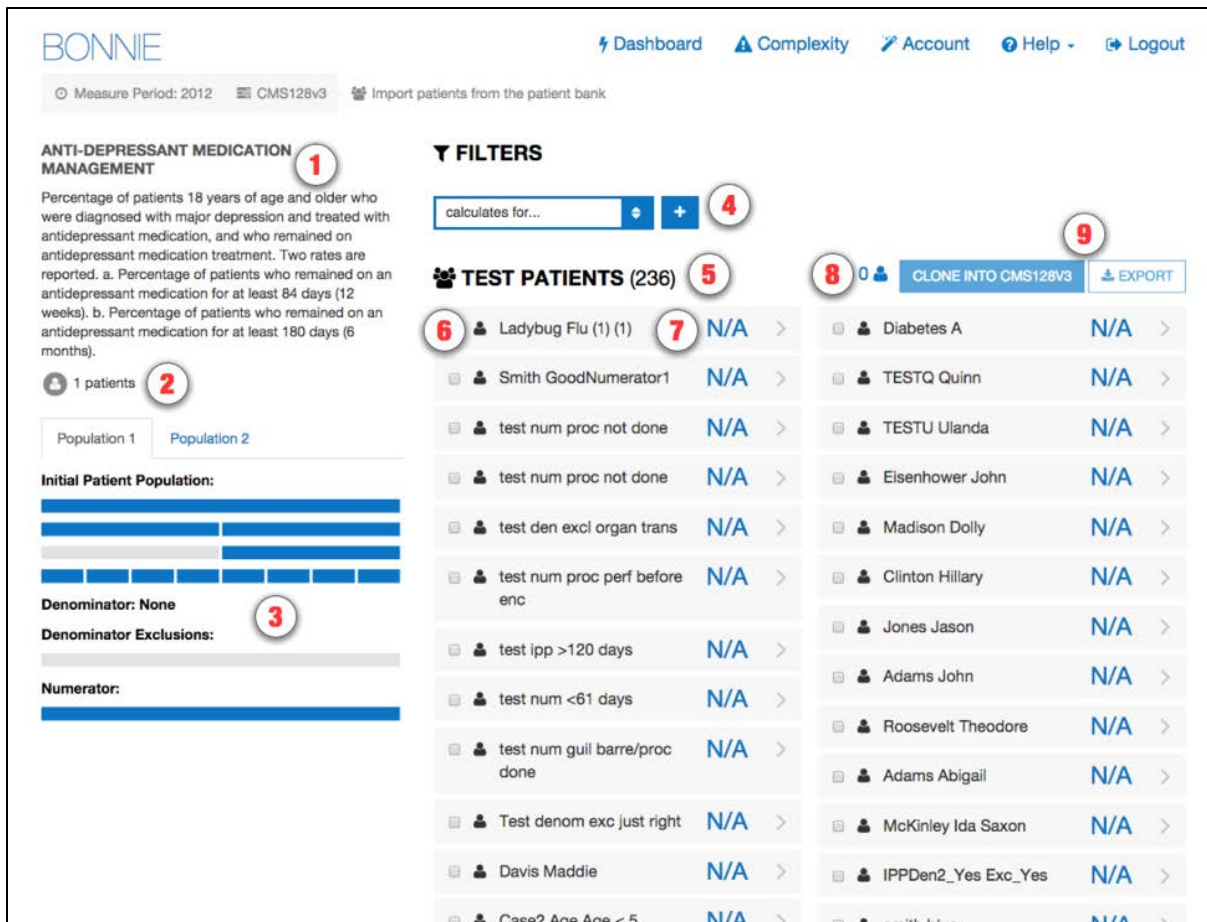 BONNIE
Dashboard
Complexity
Account
Help
Logout
Measure Period: 2012
CMS128v3
Import patients from the patient bank
ANTI-DEPRESSANT MEDICATION
MANAGEMENT
1
Percentage of patients 18 years of age and older who
were diagnosed with major depression and treated with
antidepressant medication, and who remained on
antidepressant medication treatment. Two rates are
reported. a. Percentage of patients who remained on an
antidepressant medication for at least 84 days (12
weeks). b. Percentage of patients who remained on an
antidepressant medication for at least 180 days (6
months).
1 patients
2
Population 1
Population 2
Initial Patient Population:
Denominator: None
3
Denominator Exclusions:
Numerator:
FILTERS
calculates for...
+
4
TEST PATIENTS (236)
5
8
0
CLONE INTO CMS128V3
9
EXPORT
6
Ladybug Flu (1) (1)
7
N/A
Smith GoodNumerator1
N/A
test num proc not done
N/A
test num proc not done
N/A
test den excl organ trans
N/A
test num proc perf before
enc
N/A
test ipp >120 days
N/A
test num <61 days
N/A
test num guil barre/proc
done
N/A
Test denom exc just right
N/A
Davis Maddie
N/A
Case2 Age Age < 5
N/A
Diabetes A
N/A
TESTQ Quinn
N/A
TESTU Ulanda
N/A
Eisenhower John
N/A
Madison Dolly
N/A
Clinton Hillary
N/A
Jones Jason
N/A
Adams John
N/A
Roosevelt Theodore
N/A
Adams Abigail
N/A
McKinley Ida Saxon
N/A
IPPDen2_Yes Exc_Yes
N/A
N/A